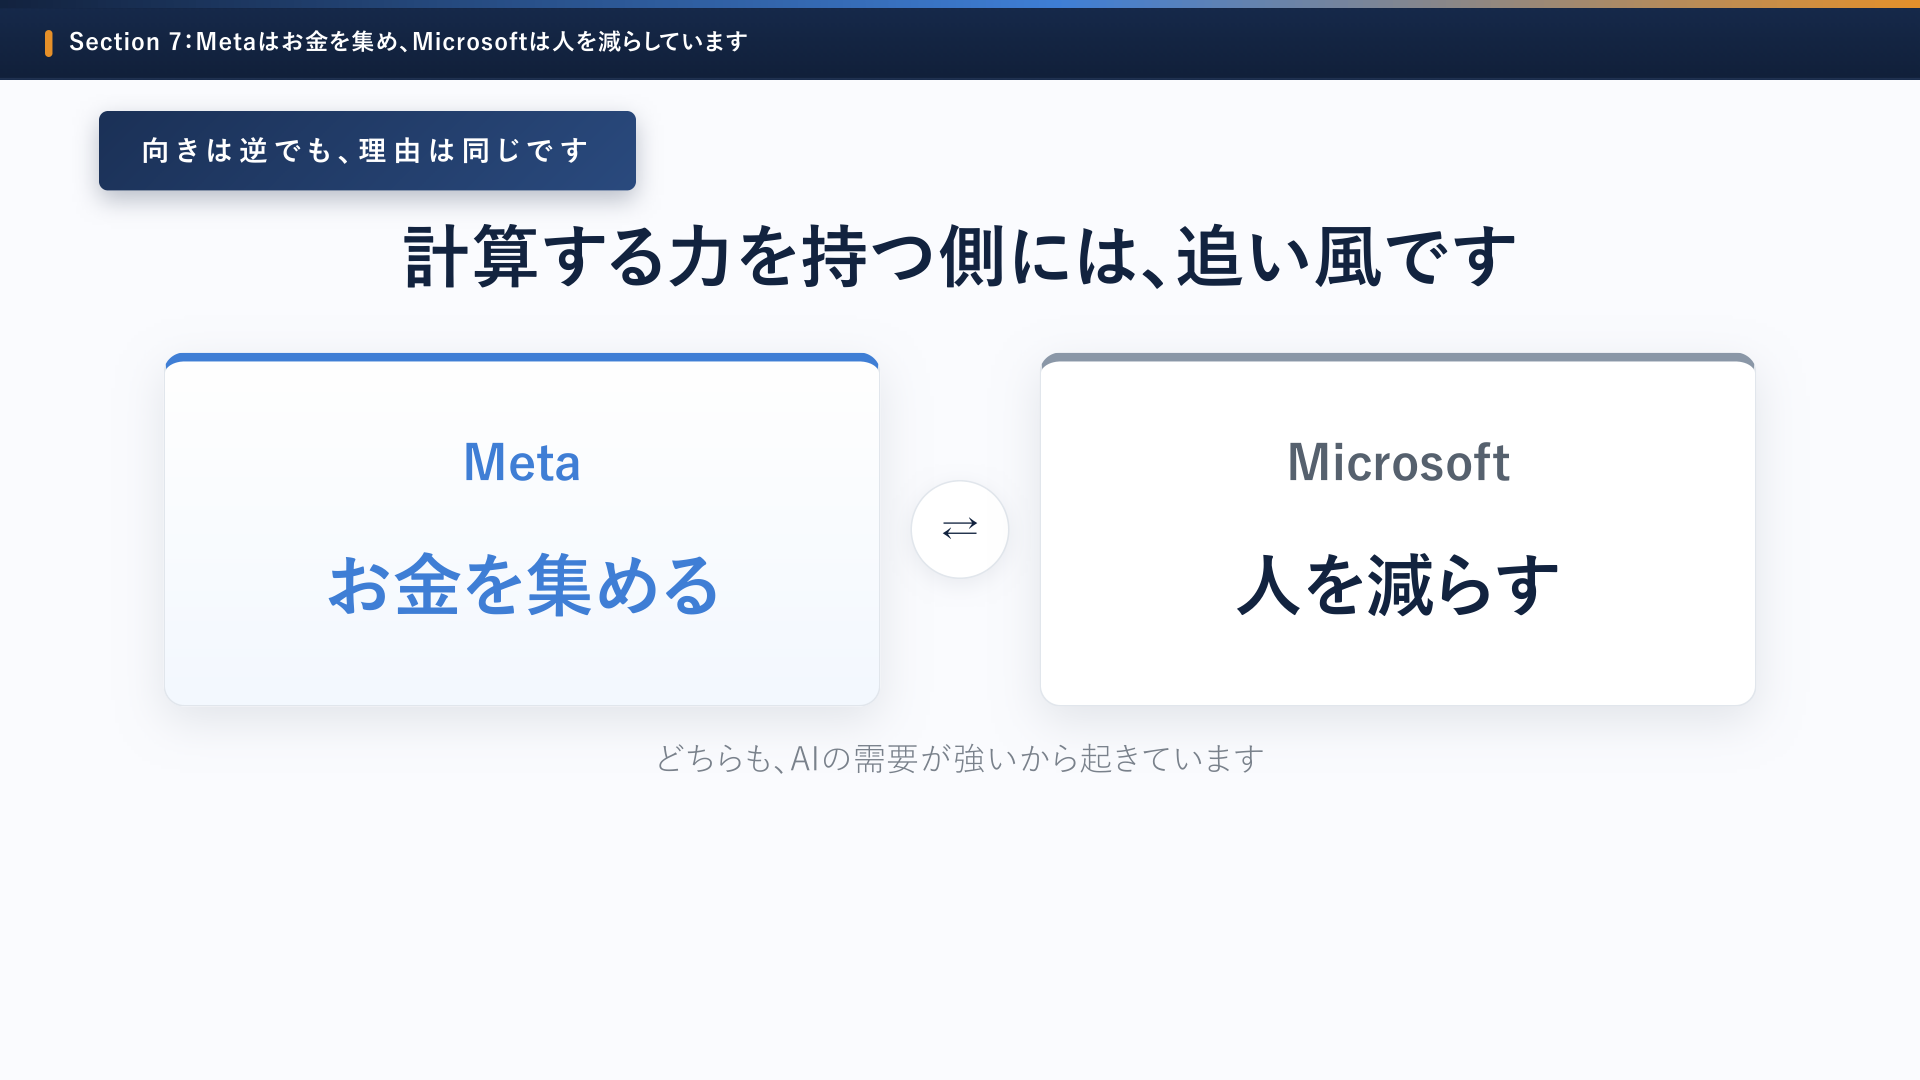 Section 7：Metaはお金を集め、Microsoftは人を減らしています
向きは逆でも、理由は同じです
計算する力を持つ側には、追い風です
Meta
お金を集める
⇄
Microsoft
人を減らす
どちらも、AIの需要が強いから起きています